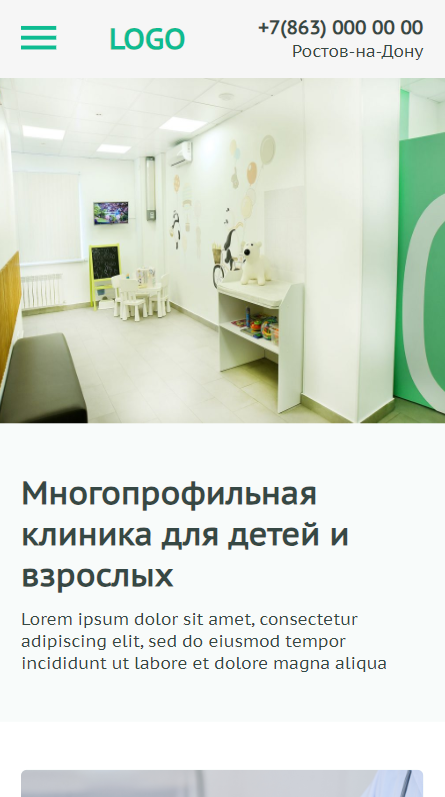 LOGO
+7(863) 000 00 00
Ростов-на-Дону
Многопрофильная
клиника для детей и
взрослых
Lorem ipsum dolor sit amet, consectetur
adipiscing elit, sed do eiusmod tempor
incididunt ut labore et dolore magna aliqua